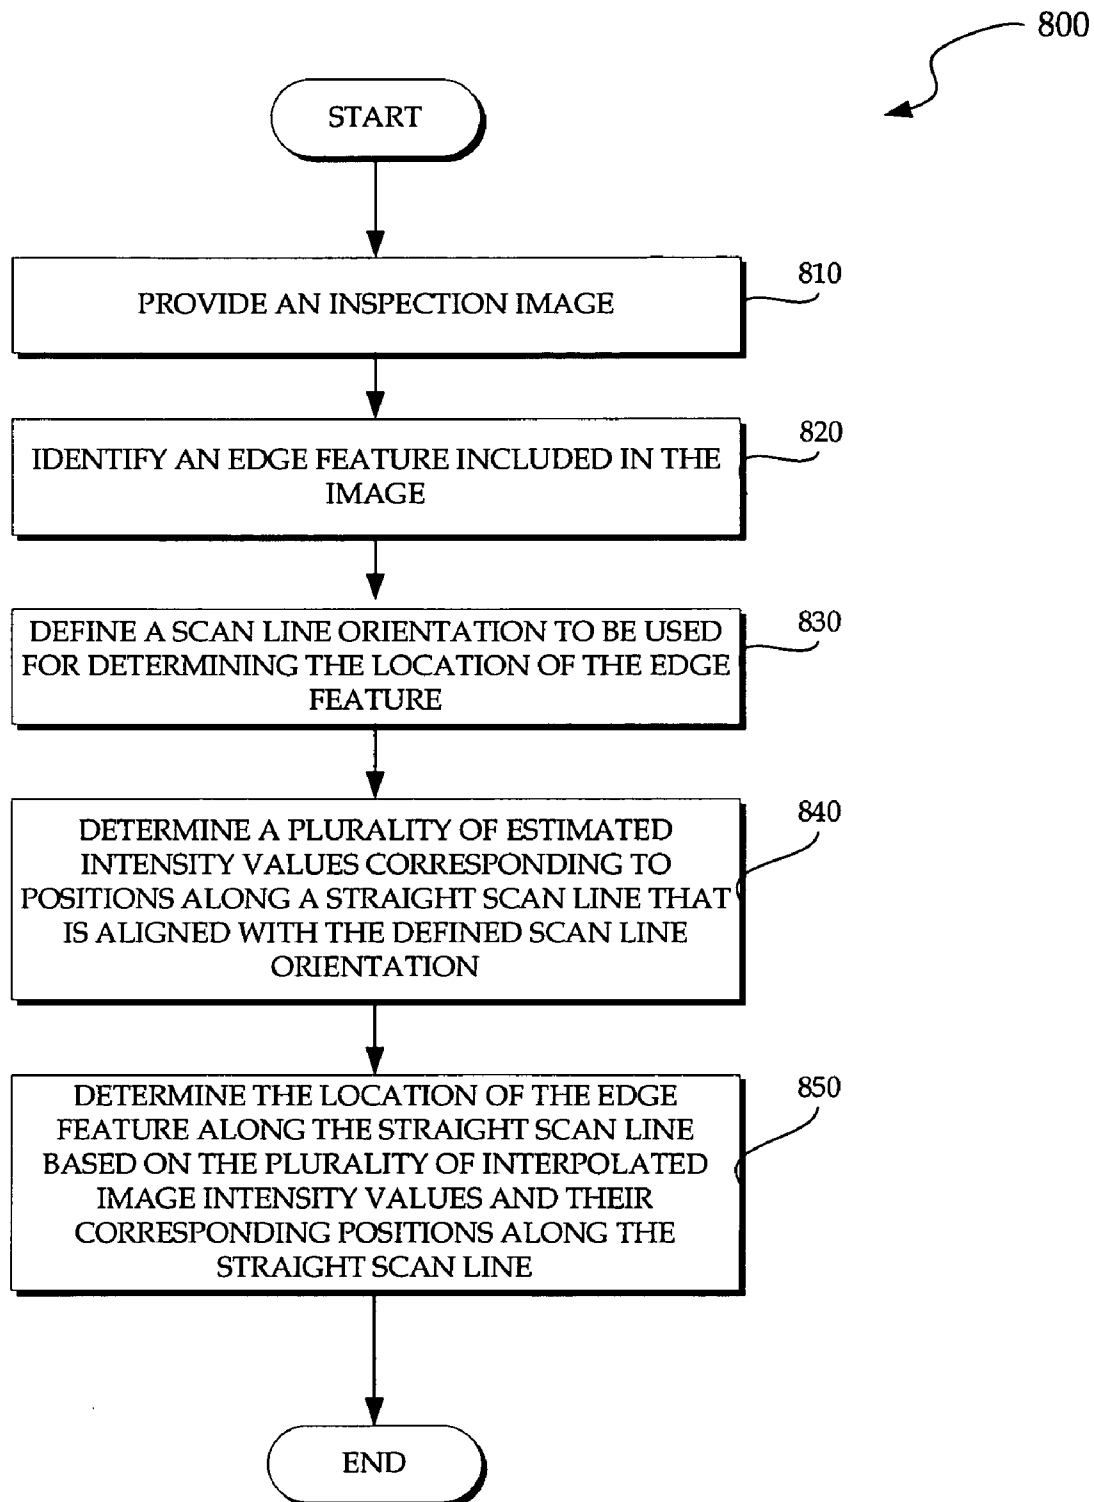 800
START
810
PROVIDE AN INSPECTION IMAGE
820
IDENTIFY AN EDGE FEATURE INCLUDED IN THE
IMAGE
830
DEFINE A SCAN LINE ORIENTATION TO BE USED
FOR DETERMINING THE LOCATION OF THE EDGE
FEATURE
840
DETERMINE A PLURALITY OF ESTIMATED
INTENSITY VALUES CORRESPONDING TO
POSITIONS ALONG A STRAIGHT SCAN LINE THAT
IS ALIGNED WITH THE DEFINED SCAN LINE
ORIENTATION
850
DETERMINE THE LOCATION OF THE EDGE
FEATURE ALONG THE STRAIGHT SCAN LINE
BASED ON THE PLURALITY OF INTERPOLATED
IMAGE INTENSITY VALUES AND THEIR
CORRESPONDING POSITIONS ALONG THE
STRAIGHT SCAN LINE
END